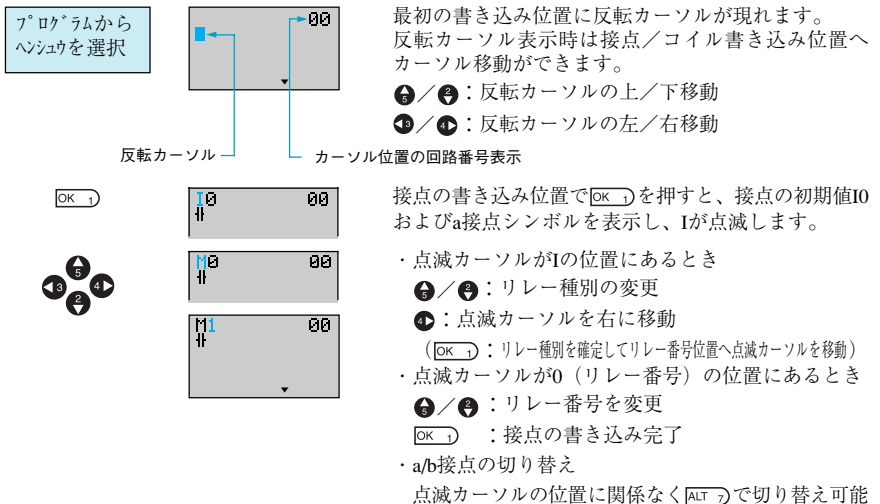 プログラムから
ヘンシュウを選択
00
最初の書き込み位置に反転カーソルが現れます。
反転カーソル表示時は接点／コイル書き込み位置へ
カーソル移動ができます。
5／2：反転カーソルの上／下移動
3／4：反転カーソルの左／右移動
反転カーソル
カーソル位置の回路番号表示
OK 1
I0 00
接点の書き込み位置でOK 1を押すと、接点の初期値I0
およびa接点シンボルを表示し、Iが点滅します。
5
3 4
2
M0 00
M1 00
・点滅カーソルがIの位置にあるとき
5／2：リレー種別の変更
4：点滅カーソルを右に移動
（OK 1：リレー種別を確定してリレー番号位置へ点滅カーソルを移動）
・点滅カーソルが0（リレー番号）の位置にあるとき
5／2：リレー番号を変更
OK 1：接点の書き込み完了
・a/b接点の切り替え
点滅カーソルの位置に関係なくALT 7で切り替え可能